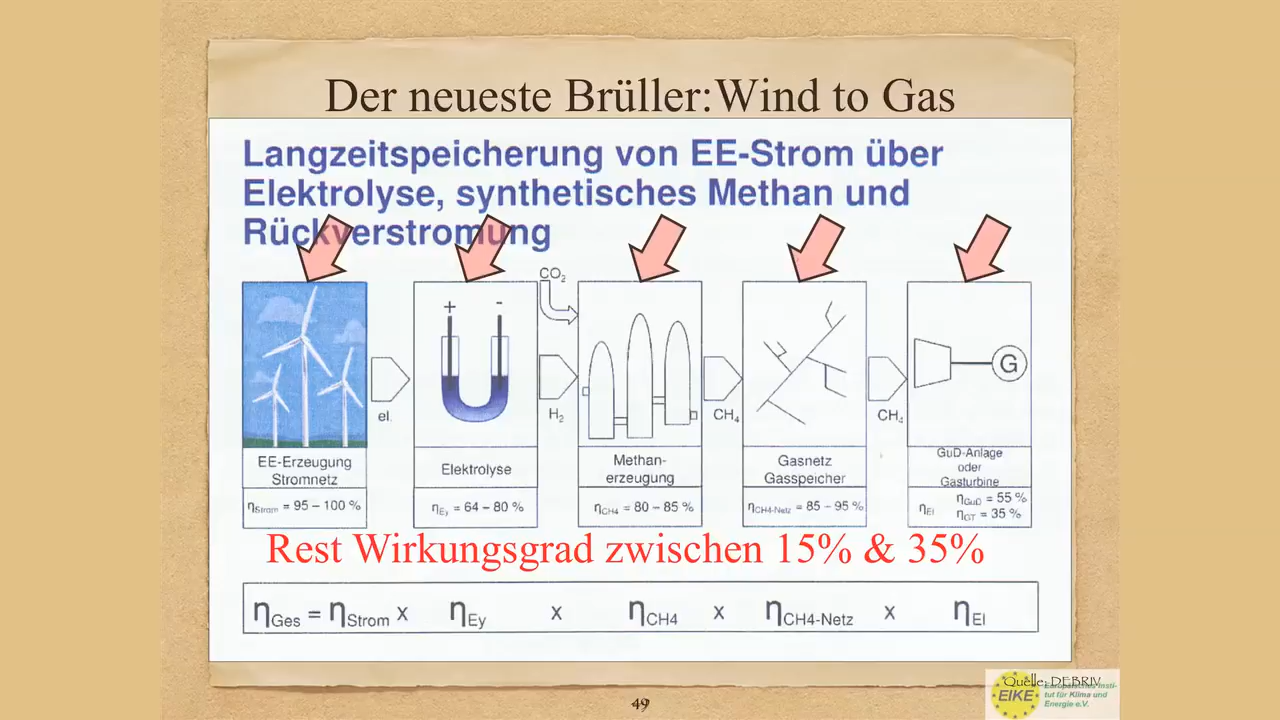 Der neueste Brüller: Wind to Gas
Langzeitspeicherung von EE-Strom über
Elektrolyse, synthetisches Methan und
Rückverstromung
CO₂
+ -
G
el.
H₂
CH₄
CH₄
EE-Erzeugung
Stromnetz
Elektrolyse
Methan-
erzeugung
Gasnetz
Gasspeicher
GuD-Anlage
oder
Gasturbine
ηStrom = 95 – 100 %
ηEy = 64 – 80 %
ηCH4 = 80 – 85 %
ηCH4-Netz = 85 – 95 %
ηEl
ηGuD = 55 %
ηGT = 35 %
Rest Wirkungsgrad zwischen 15% & 35%
ηGes = ηStrom x ηEy x ηCH4 x ηCH4-Netz x ηEl
Quelle: DEBRIV
EIKE
Europäisches Insti-
tut für Klima und
Energie e.V.
49